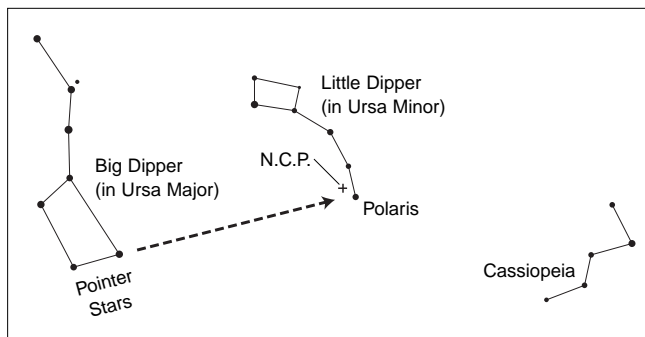 Little Dipper
(in Ursa Minor)
N.C.P.
Big Dipper
(in Ursa Major)
Polaris
Pointer
Stars
Cassiopeia